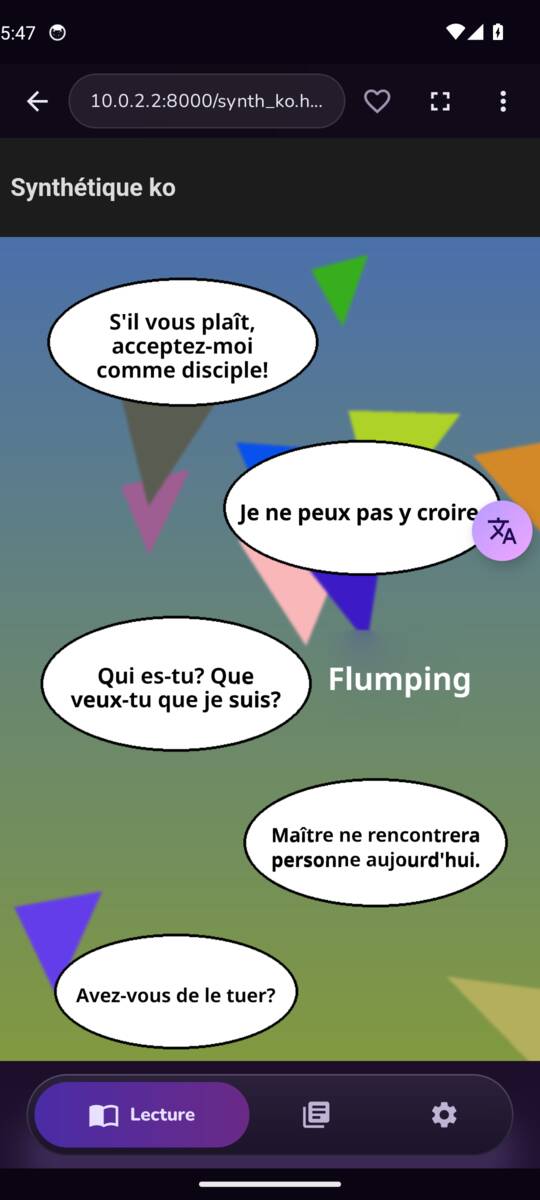 5:47
10.0.2.2:8000/synth_ko.h...
Synthétique ko
S'il vous plaît,
acceptez-moi
comme disciple!
Je ne peux pas y croire
Qui es-tu? Que
veux-tu que je suis?
Flumping
Maître ne rencontrera
personne aujourd'hui.
Avez-vous de le tuer?
Lecture